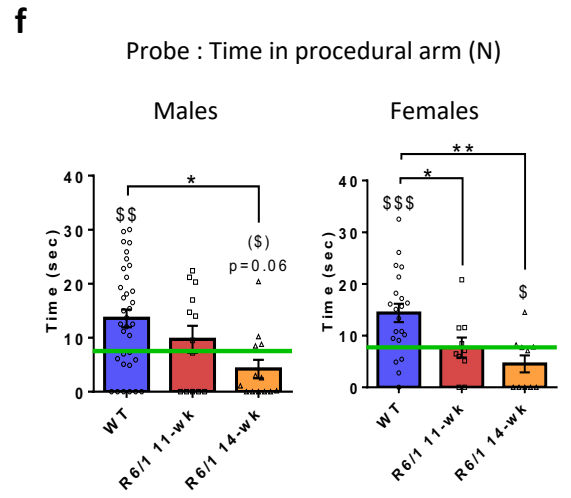 f
Probe : Time in procedural arm (N)
Males
Females
Time (sec)
40
30
20
10
0
$$
*
($)
p=0.06
WT
R6/1 11-wk
R6/1 14-wk
Time (sec)
40
30
20
10
0
$$$
*
**
$
WT
R6/1 11-wk
R6/1 14-wk